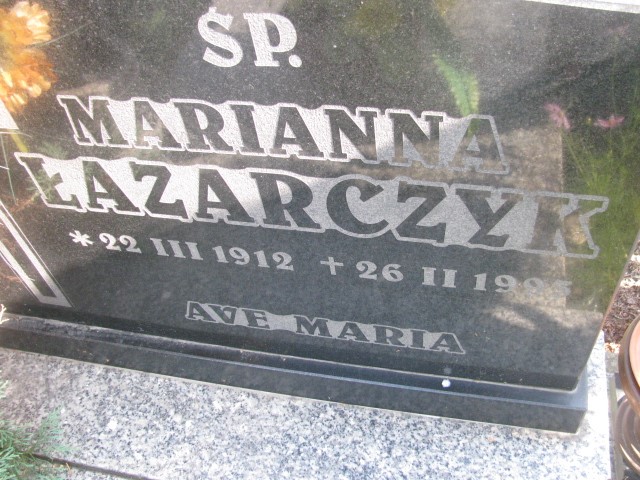 ŚP.
MARIANNA
ŁAZARCZYK
* 22 III 1912 + 26 II
AVE MARIA